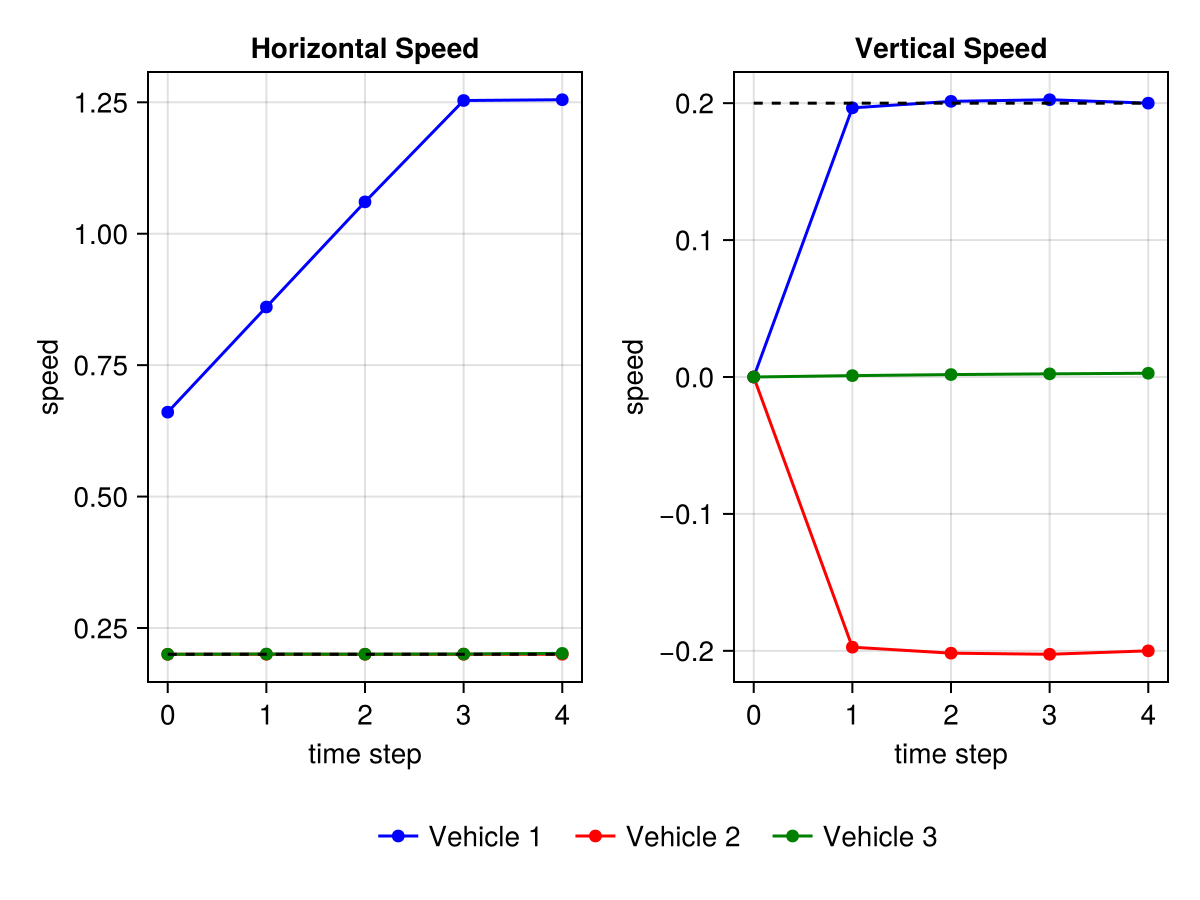 Horizontal Speed
Vertical Speed
1.25
1.00
0.75
0.50
0.25
speed
0
1
2
3
4
time step
0.2
0.1
0.0
−0.1
−0.2
speed
0
1
2
3
4
time step
Vehicle 1
Vehicle 2
Vehicle 3